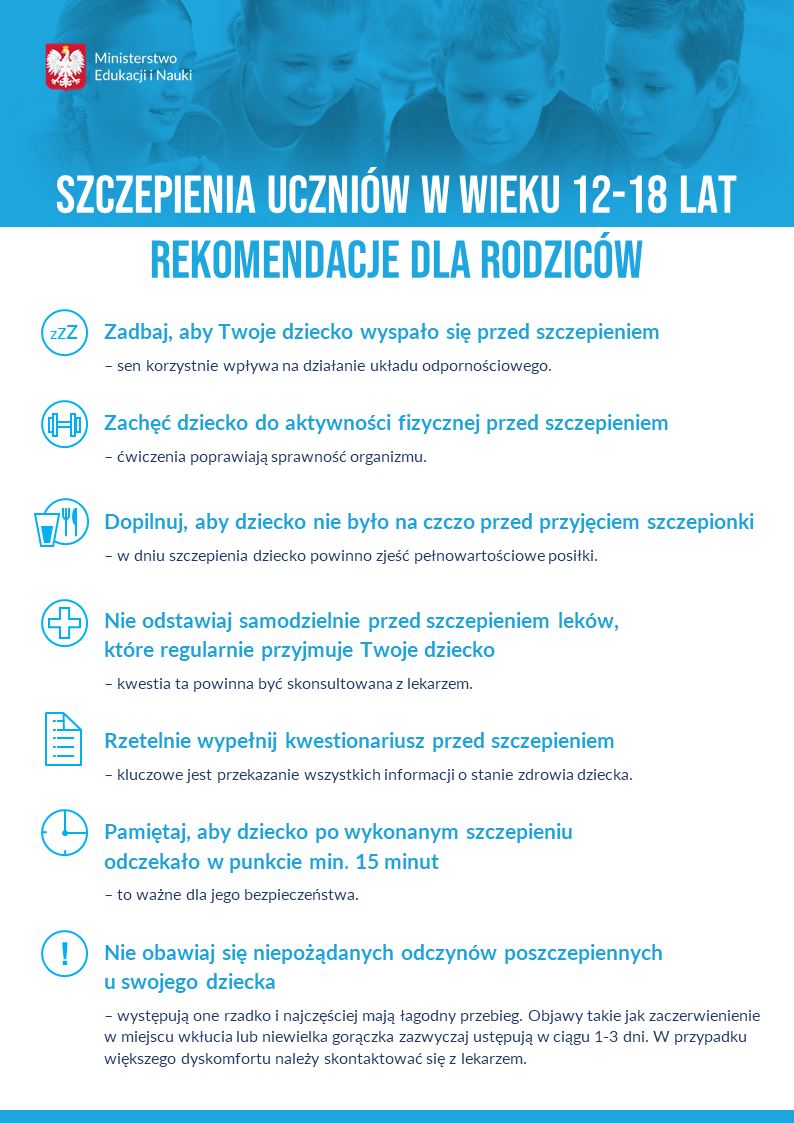 Ministerstwo
Edukacji i Nauki
SZCZEPIENIA UCZNIÓW W WIEKU 12-18 LAT
REKOMENDACJE DLA RODZICÓW
zzZ
Zadbaj, aby Twoje dziecko wyspało się przed szczepieniem
– sen korzystnie wpływa na działanie układu odpornościowego.
Zachęć dziecko do aktywności fizycznej przed szczepieniem
– ćwiczenia poprawiają sprawność organizmu.
Dopilnuj, aby dziecko nie było na czczo przed przyjęciem szczepionki
– w dniu szczepienia dziecko powinno zjeść pełnowartościowe posiłki.
Nie odstawiaj samodzielnie przed szczepieniem leków,
które regularnie przyjmuje Twoje dziecko
– kwestia ta powinna być skonsultowana z lekarzem.
Rzetelnie wypełnij kwestionariusz przed szczepieniem
– kluczowe jest przekazanie wszystkich informacji o stanie zdrowia dziecka.
Pamiętaj, aby dziecko po wykonanym szczepieniu
odczekało w punkcie min. 15 minut
– to ważne dla jego bezpieczeństwa.
!
Nie obawiaj się niepożądanych odczynów poszczepiennych
u swojego dziecka
– występują one rzadko i najczęściej mają łagodny przebieg. Objawy takie jak zaczerwienienie
w miejscu wkłucia lub niewielka gorączka zazwyczaj ustępują w ciągu 1-3 dni. W przypadku
większego dyskomfortu należy skontaktować się z lekarzem.